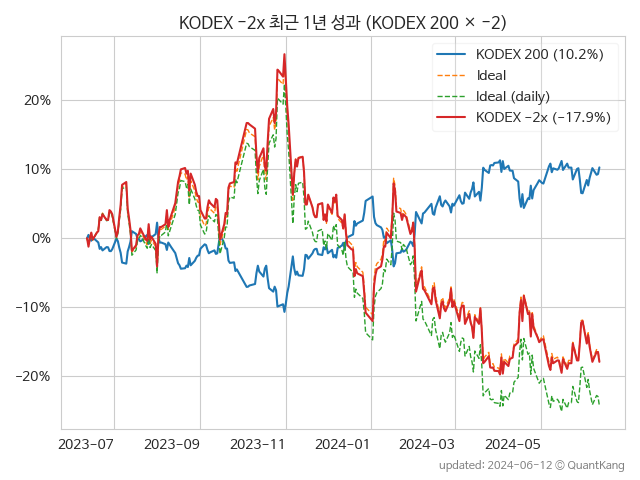 KODEX -2x 최근 1년 성과 (KODEX 200 × -2)
KODEX 200 (10.2%)
Ideal
Ideal (daily)
KODEX -2x (-17.9%)
20%
10%
0%
-10%
-20%
2023-07 2023-09 2023-11 2024-01 2024-03 2024-05
updated: 2024-06-12 © QuantKang